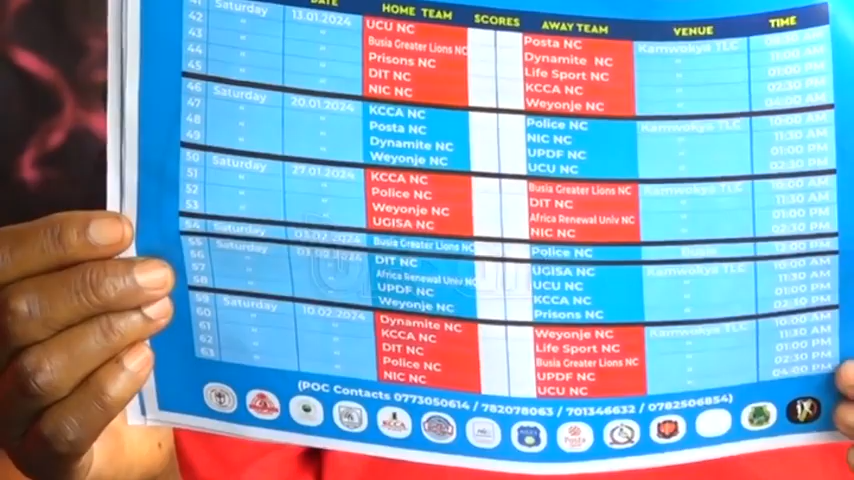 DATE HOME TEAM SCORES AWAY TEAM VENUE TIME
41 Saturday 13.01.2024 UCU NC Posta NC Kamwokya TLC
42 " " Busia Greater Lions NC Dynamite NC " 11:00 AM
43 " " Prisons NC Life Sport NC " 01:00 PM
44 " " DIT NC KCCA NC " 02:30 PM
45 " " NIC NC Weyonje NC " 04:00 AM
46 Saturday 20.01.2024 KCCA NC Police NC Kamwokya TLC 10:00 AM
47 " " Posta NC NIC NC " 11:30 AM
48 " " Dynamite NC UPDF NC " 01:00 PM
49 " " Weyonje NC UCU NC " 02:30 PM
50 Saturday 27.01.2024 KCCA NC Busia Greater Lions NC Kamwokya TLC 10:00 AM
51 " " Police NC DIT NC " 11:30 AM
52 " " Weyonje NC Africa Renewal Univ NC " 01:00 PM
53 " " UGISA NC NIC NC " 02:30 PM
54 Saturday 03.02.2024 Busia Greater Lions NC Police NC Busia 12:00 PM
55 Saturday 03.02.2024 DIT NC UGISA NC Kamwokya TLC 10:00 AM
56 " " Africa Renewal Univ NC UCU NC " 11:30 AM
57 " " UPDF NC KCCA NC " 01:00 PM
58 " " Weyonje NC Prisons NC " 02:30 PM
59 Saturday 10.02.2024 Dynamite NC Weyonje NC Kamwokya TLC 10:00 AM
60 " " KCCA NC Life Sport NC " 11:30 AM
61 " " DIT NC Busia Greater Lions NC " 01:00 PM
62 " " Police NC UPDF NC " 02:30 PM
63 " " NIC NC UCU NC " 04:00 PM
(POC Contacts 0773050614 / 782078063 / 701346632 / 0782506854)
KCCA
Posta